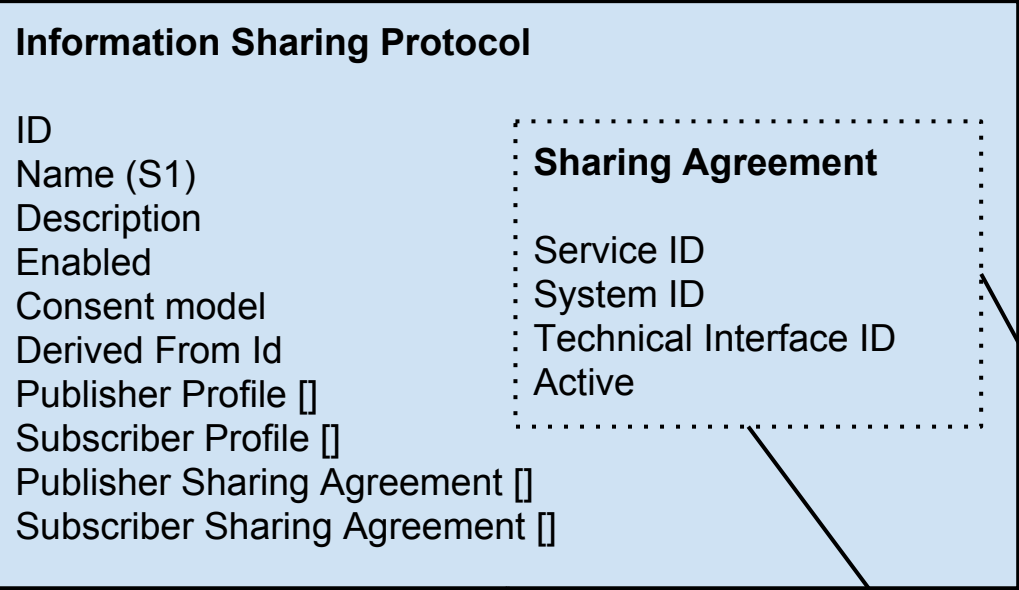 Information Sharing Protocol
ID
Name (S1)
Description
Enabled
Consent model
Derived From Id
Publisher Profile []
Subscriber Profile []
Publisher Sharing Agreement []
Subscriber Sharing Agreement []
Sharing Agreement
Service ID
System ID
Technical Interface ID
Active